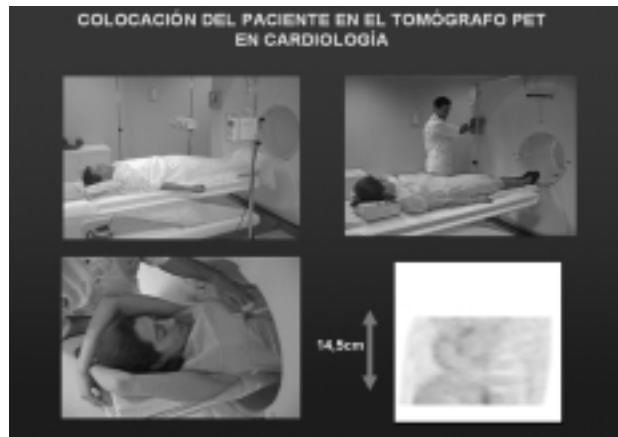 COLOCACIÓN DEL PACIENTE EN EL TOMÓGRAFO PET
EN CARDIOLOGÍA
14,5cm